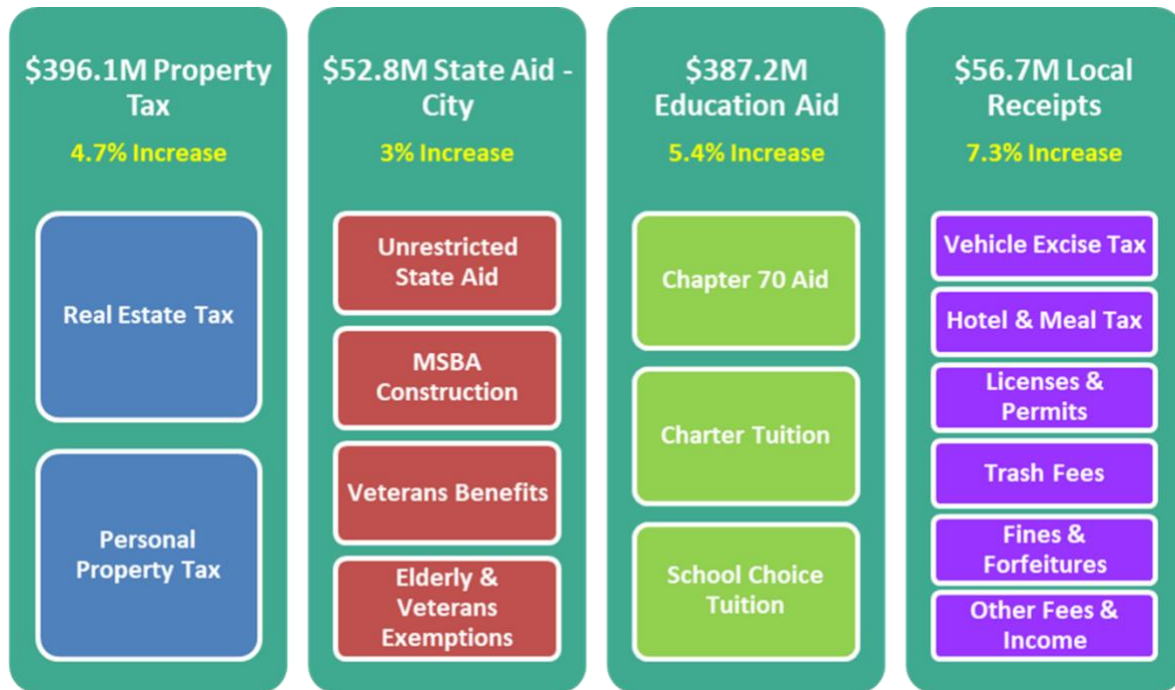 $396.1M Property
Tax
4.7% Increase
Real Estate Tax
Personal
Property Tax
$52.8M State Aid -
City
3% Increase
Unrestricted
State Aid
MSBA
Construction
Veterans Benefits
Elderly &
Veterans
Exemptions
$387.2M
Education Aid
5.4% Increase
Chapter 70 Aid
Charter Tuition
School Choice
Tuition
$56.7M Local
Receipts
7.3% Increase
Vehicle Excise Tax
Hotel & Meal Tax
Licenses &
Permits
Trash Fees
Fines &
Forfeitures
Other Fees &
Income